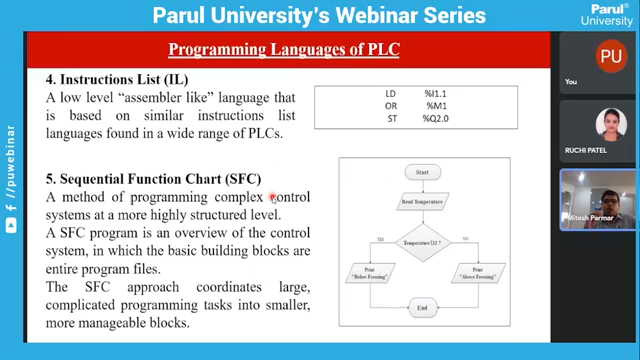 Parul University's Webinar Series
Parul®
University
Programming Languages of PLC
4. Instructions List (IL)
A low level “assembler like” language that
is based on similar instructions list
languages found in a wide range of PLCs.
LD %I1.1
OR %M1
ST %Q2.0
5. Sequential Function Chart (SFC)
A method of programming complex control
systems at a more highly structured level.
A SFC program is an overview of the control
system, in which the basic building blocks are
entire program files.
The SFC approach coordinates large,
complicated programming tasks into smaller,
more manageable blocks.
Start
Read Temperature
YES
NO
Print
"Below Freezing"
Print
"Above Freezing"
End
/puwebinar
PU
You
RUCHI PATEL
Mitesh Parmar